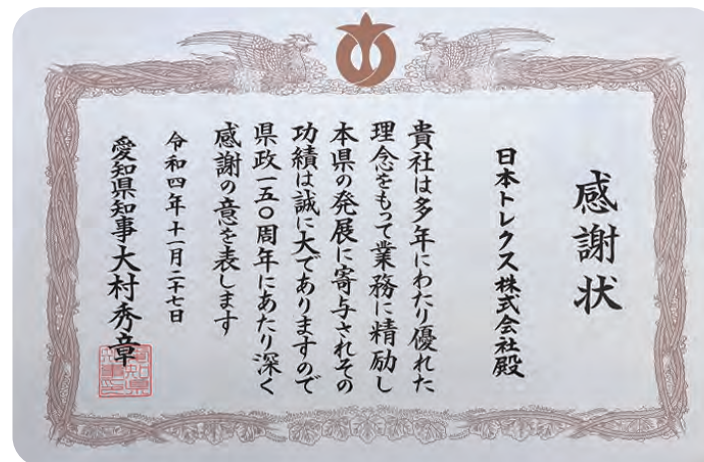 感謝状
日本トレクス株式会社殿
貴社は多年にわたり優れた
理念をもって業務に精励し
本県の発展に寄与されその
功績は誠に大でありますので
県政一五〇周年にあたり深く
感謝の意を表します
令和四年十一月二十七日
愛知県知事大村秀章